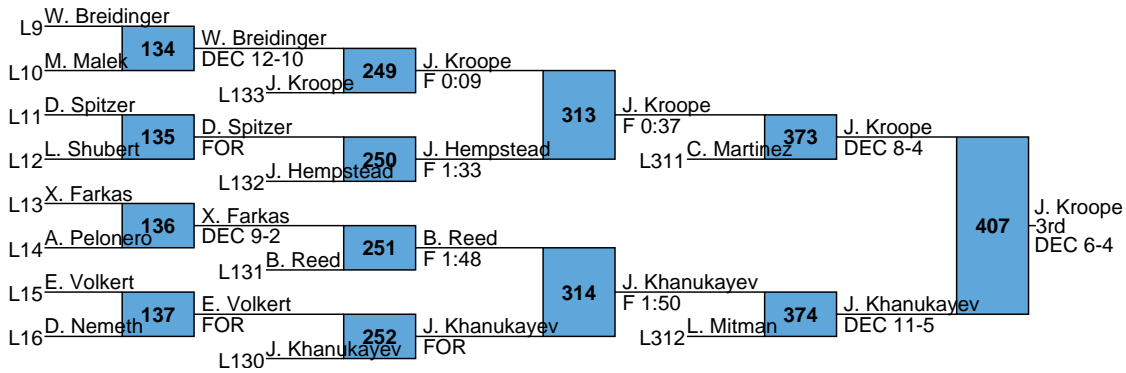 L9 W. Breidinger
134
L10 M. Malek
W. Breidinger
DEC 12-10
249
L133 J. Kroope
J. Kroope
F 0:09
L11 D. Spitzer
135
L12 L. Shubert
D. Spitzer
FOR
250
L132 J. Hempstead
J. Hempstead
F 1:33
313
J. Kroope
F 0:37
373
L311 C. Martinez
J. Kroope
DEC 8-4
L13 X. Farkas
136
L14 A. Pelonero
X. Farkas
DEC 9-2
251
L131 B. Reed
B. Reed
F 1:48
L15 E. Volkert
137
L16 D. Nemeth
E. Volkert
FOR
252
L130 J. Khanukayev
J. Khanukayev
FOR
314
J. Khanukayev
F 1:50
374
L312 L. Mitman
J. Khanukayev
DEC 11-5
407
J. Kroope
3rd
DEC 6-4